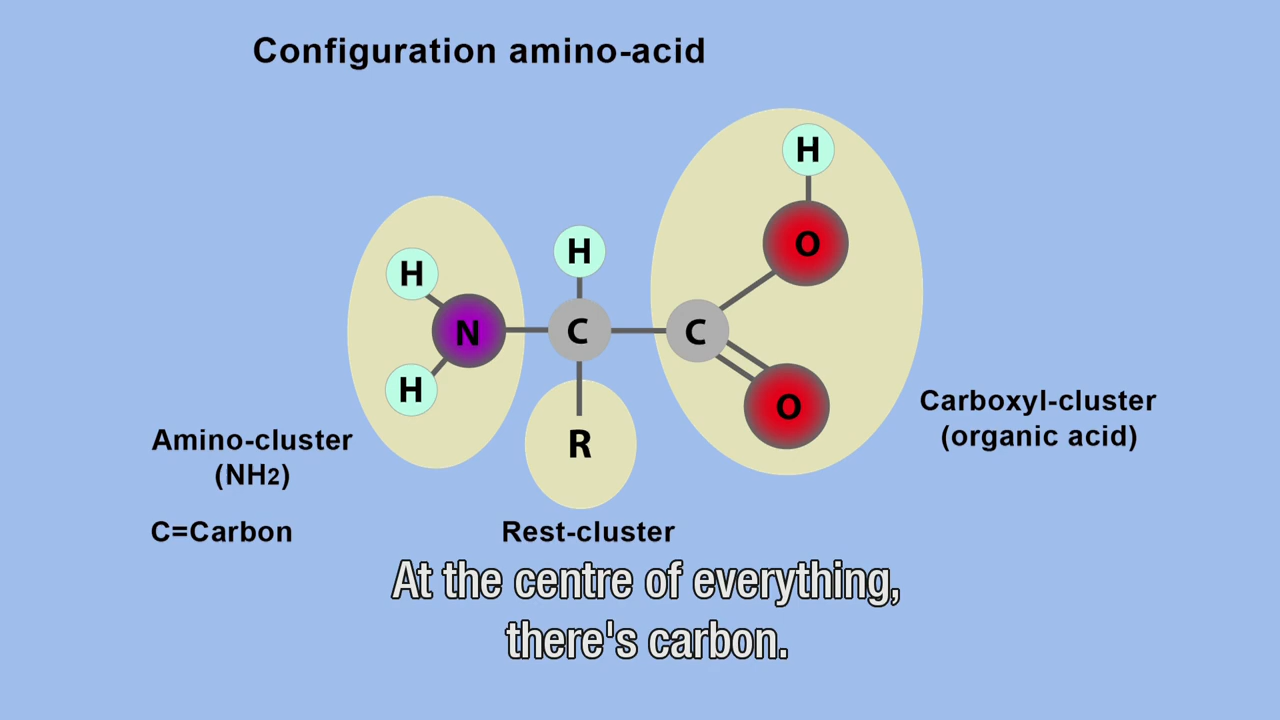 Configuration amino-acid
H
O
H
H
N
C
C
H
O
R
Amino-cluster
(NH2)
Carboxyl-cluster
(organic acid)
C=Carbon
Rest-cluster
At the centre of everything,
there's carbon.